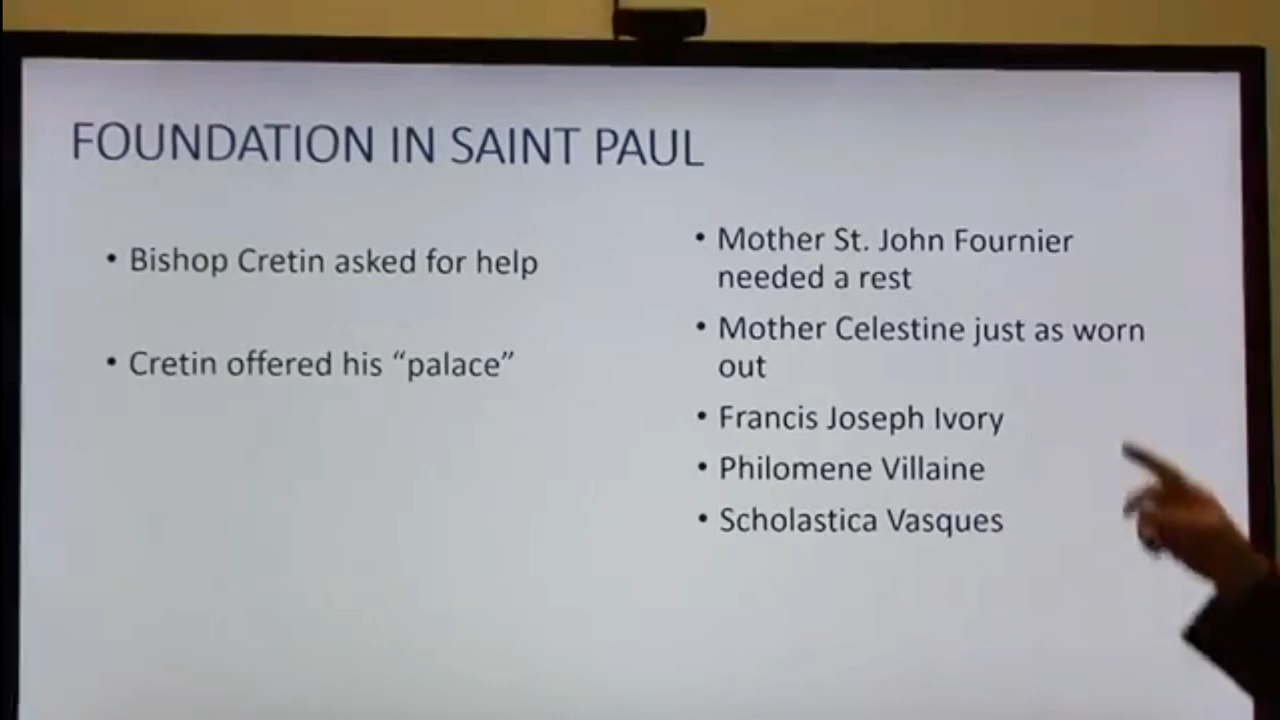 FOUNDATION IN SAINT PAUL
• Bishop Cretin asked for help
• Cretin offered his “palace”
• Mother St. John Fournier
needed a rest
• Mother Celestine just as worn
out
• Francis Joseph Ivory
• Philomene Villaine
• Scholastica Vasques